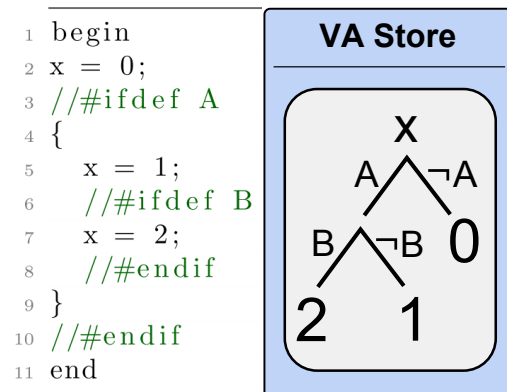 1 begin
2 x = 0;
3 //#ifdef A
4 {
5 x = 1;
6 //#ifdef B
7 x = 2;
8 //#endif
9 }
10 //#endif
11 end
VA Store
x
A ¬A
B ¬B 0
2 1